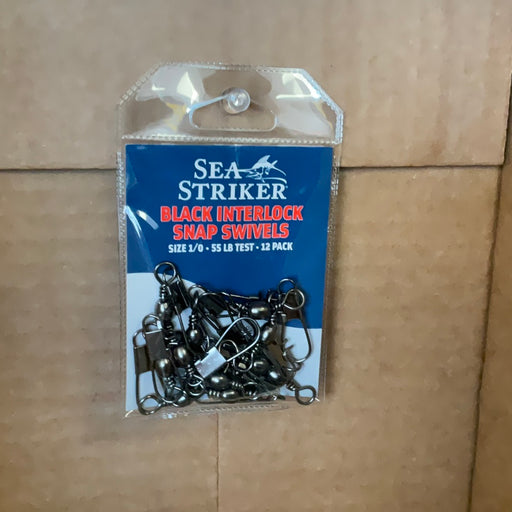 SEA
STRIKER
BLACK INTERLOCK
SNAP SWIVELS
SIZE 1/0 • 55 LB TEST • 12 PACK